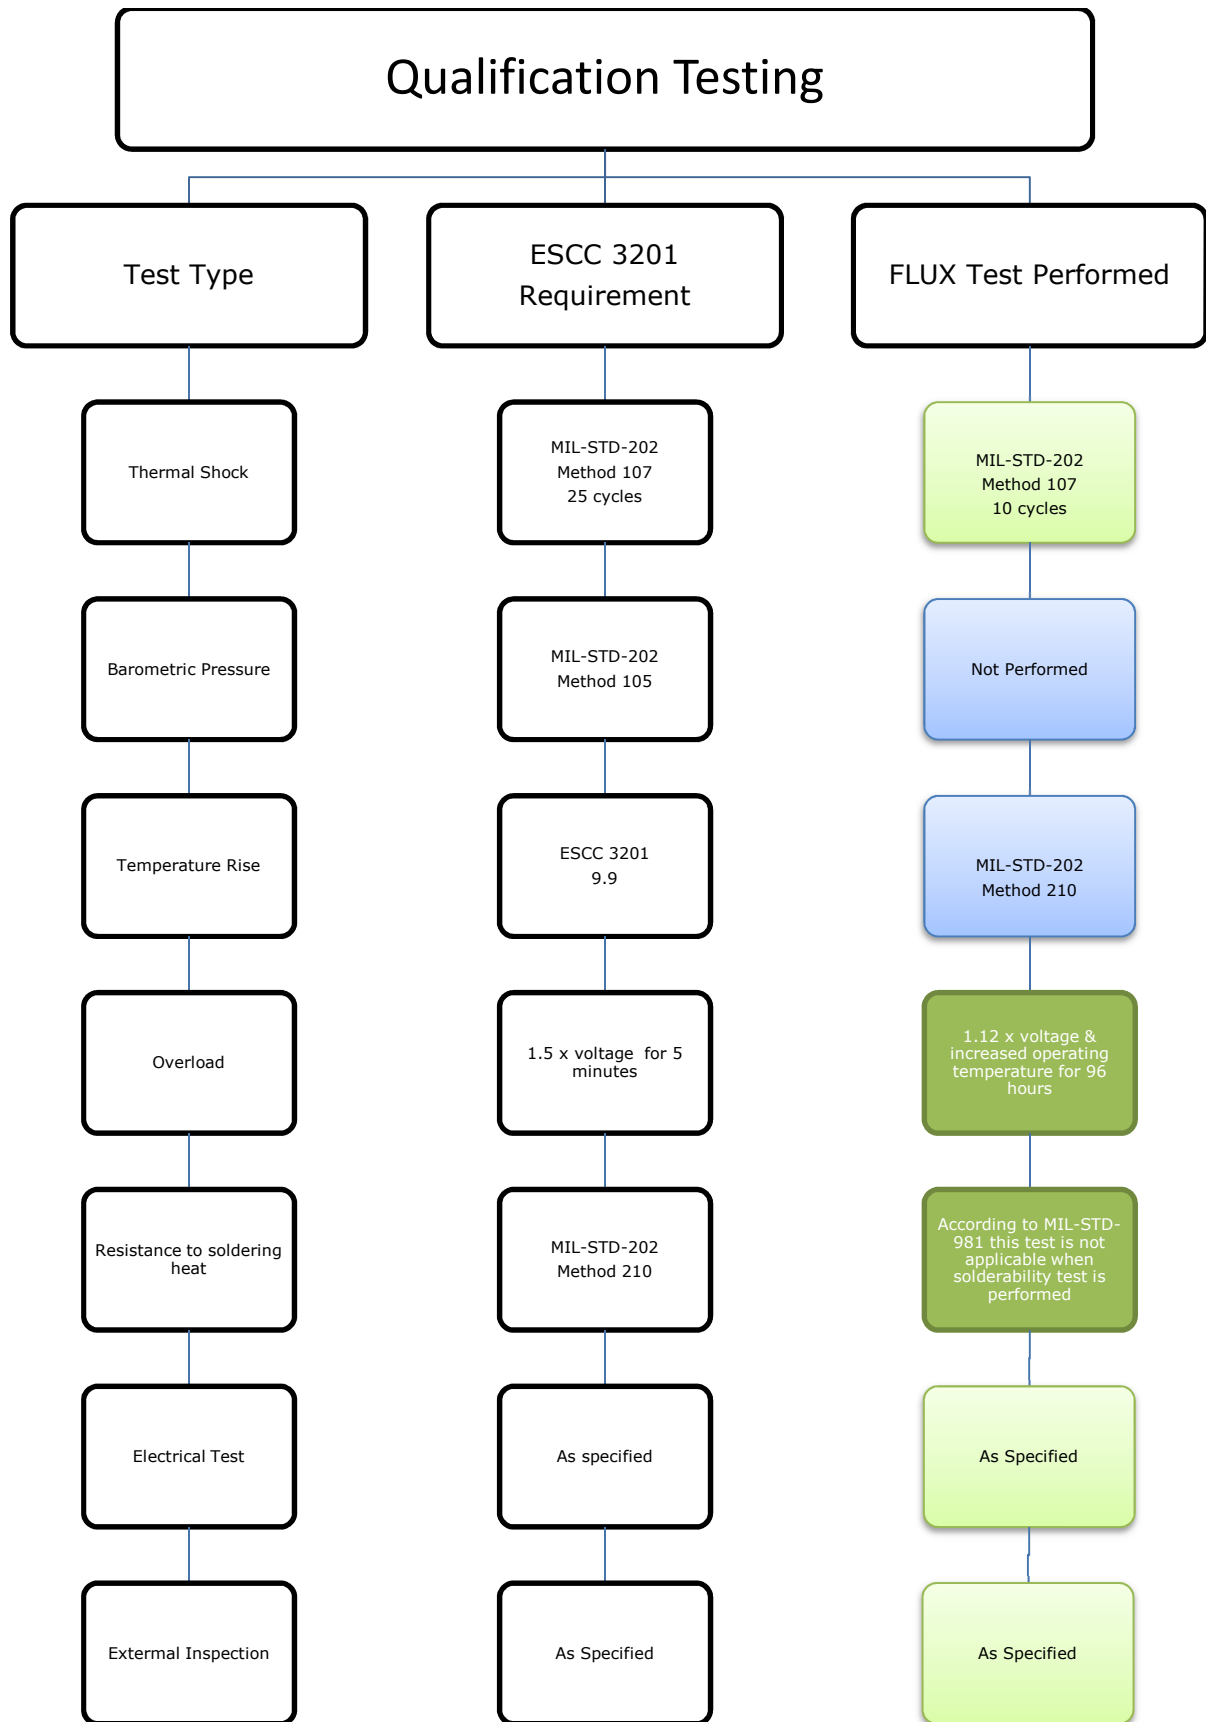 Qualification Testing
Test Type
ESCC 3201
Requirement
FLUX Test Performed
Thermal Shock
MIL-STD-202
Method 107
25 cycles
MIL-STD-202
Method 107
10 cycles
Barometric Pressure
MIL-STD-202
Method 105
Not Performed
Temperature Rise
ESCC 3201
9.9
MIL-STD-202
Method 210
Overload
1.5 x voltage  for 5
minutes
1.12 x voltage &
increased operating
temperature for 96
hours
Resistance to soldering
heat
MIL-STD-202
Method 210
According to MIL-STD-
981 this test is not
applicable when
solderability test is
performed
Electrical Test
As specified
As Specified
Extermal Inspection
As Specified
As Specified